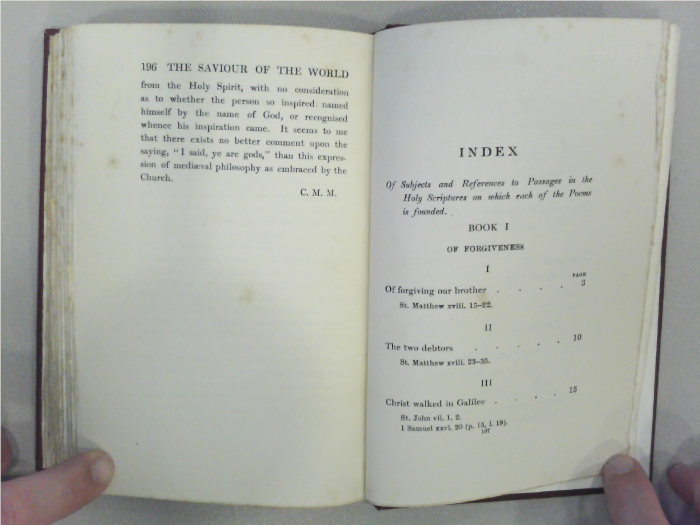 196 THE SAVIOUR OF THE WORLD
from the Holy Spirit, with no consideration
as to whether the person so inspired named
himself by the name of God, or recognised
whence his inspiration came. It seems to me
that there exists no better comment upon the
saying, "I said, ye are gods," than this expres-
sion of mediæval philosophy as embraced by the
Church.
C. M. M.
INDEX
Of Subjects and References to Passages in the
Holy Scriptures on which each of the Poems
is founded.
BOOK I
OF FORGIVENESS
I
PAGE
Of forgiving our brother . . . . 3
St. Matthew xviii. 15-22.
II
The two debtors . . . . . 10
St. Matthew xviii. 23-35.
III
Christ walked in Galilee . . . . 15
St. John vii. 1, 2.
1 Samuel xxvi. 20 (p. 15, l. 19).
197